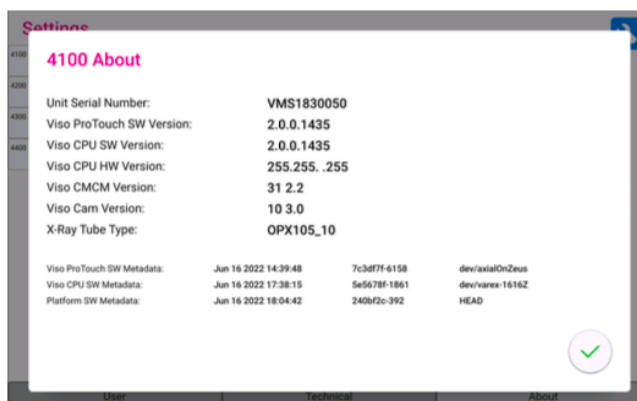 Settings
4100
4200
4300
4400
4100 About
Unit Serial Number: VMS1830050
Viso ProTouch SW Version: 2.0.0.1435
Viso CPU SW Version: 2.0.0.1435
Viso CPU HW Version: 255.255. .255
Viso CMCM Version: 31 2.2
Viso Cam Version: 10 3.0
X-Ray Tube Type: OPX105_10
Viso ProTouch SW Metadata: Jun 16 2022 14:39:48 7c3df7f-6158 dev/axialOnZeus
Viso CPU SW Metadata: Jun 16 2022 17:38:15 5e5678f-1861 dev/varex-1616Z
Platform SW Metadata: Jun 16 2022 18:04:42 240bf2c-392 HEAD
User Technical About